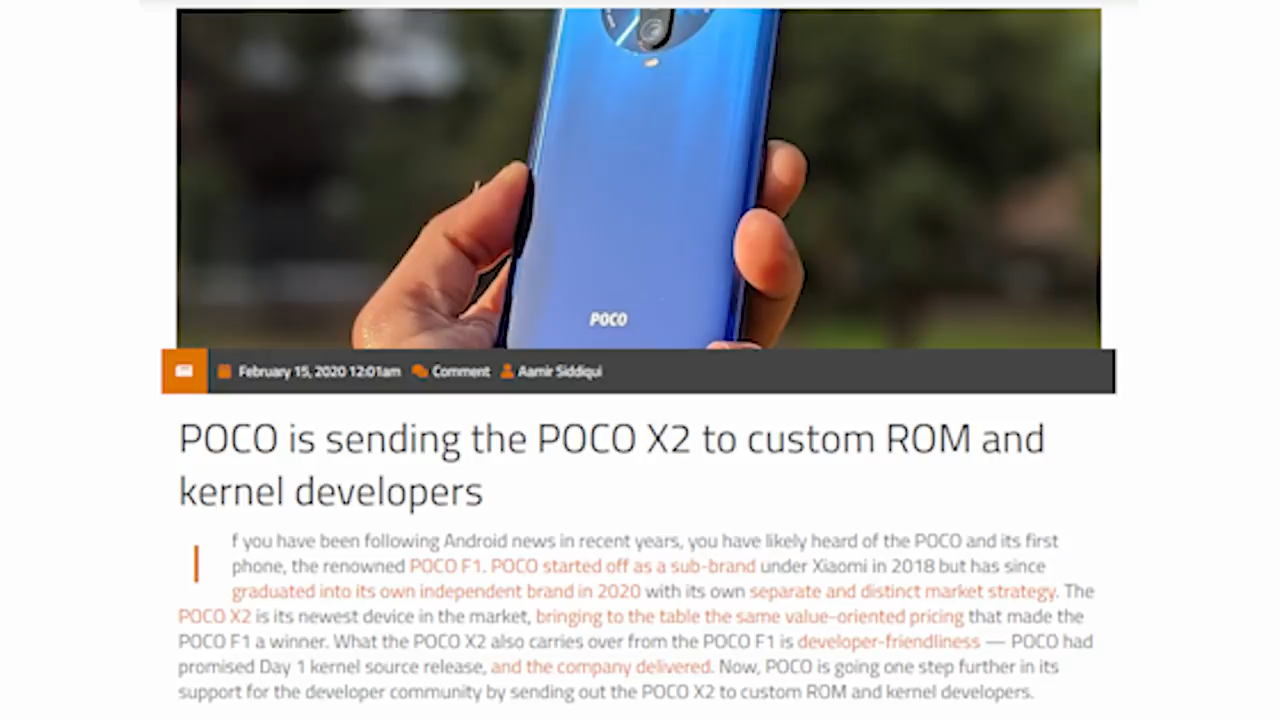 POCO
February 15, 2020 12:01am Comment Aamir Siddiqui
POCO is sending the POCO X2 to custom ROM and
kernel developers
If you have been following Android news in recent years, you have likely heard of the POCO and its first
phone, the renowned POCO F1. POCO started off as a sub-brand under Xiaomi in 2018 but has since
graduated into its own independent brand in 2020 with its own separate and distinct market strategy. The
POCO X2 is its newest device in the market, bringing to the table the same value-oriented pricing that made the
POCO F1 a winner. What the POCO X2 also carries over from the POCO F1 is developer-friendliness — POCO had
promised Day 1 kernel source release, and the company delivered. Now, POCO is going one step further in its
support for the developer community by sending out the POCO X2 to custom ROM and kernel developers.